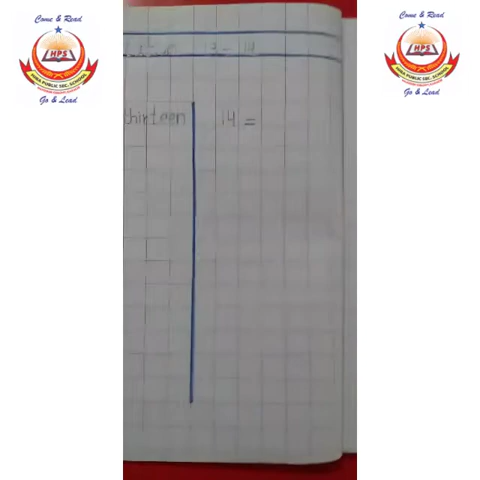 Come & Read
HPS
Go & Lead
Come & Read
HPS
Go & Lead
13 - 14
thirteen
14 =